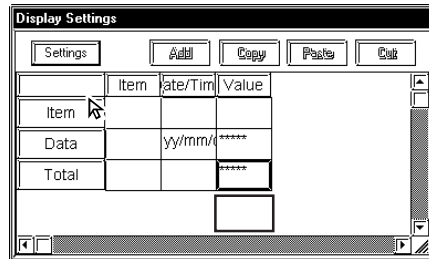 Display Settings
Settings Add Copy Paste Cut
Item ate/Tim Value
Item
Data yy/mm/ *****
Total *****